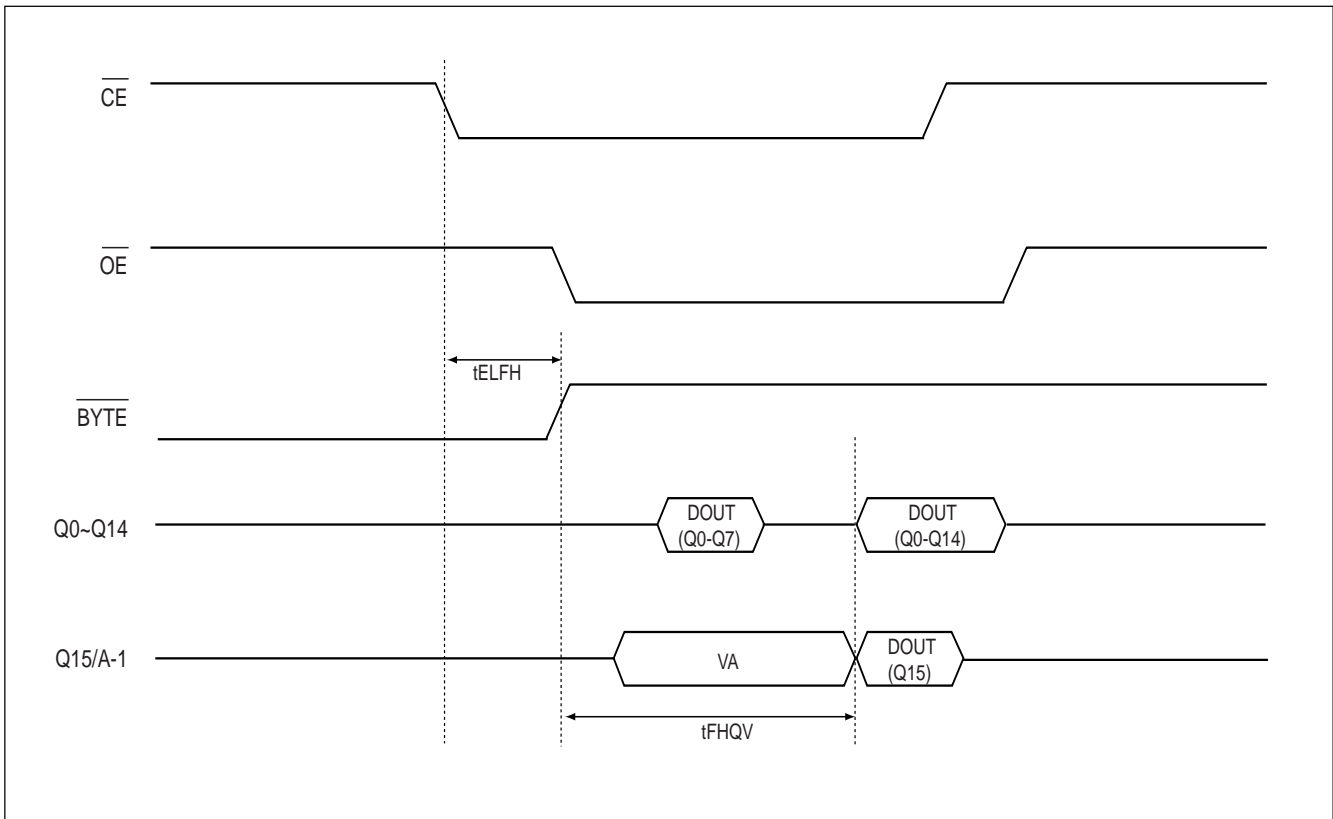 CE
OE
tELFH
BYTE
Q0~Q14
DOUT
(Q0-Q7)
DOUT
(Q0-Q14)
Q15/A-1
VA
DOUT
(Q15)
tFHQV